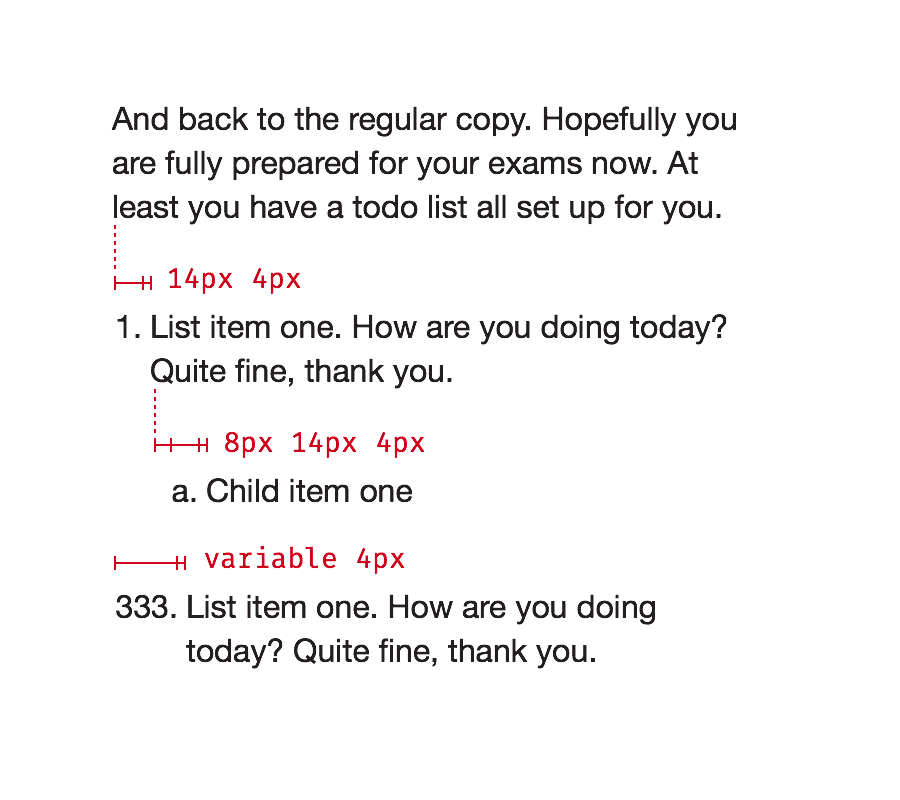 And back to the regular copy. Hopefully you
are fully prepared for your exams now. At
least you have a todo list all set up for you.
14px 4px
1. List item one. How are you doing today?
Quite fine, thank you.
8px 14px 4px
a. Child item one
variable 4px
333. List item one. How are you doing
today? Quite fine, thank you.